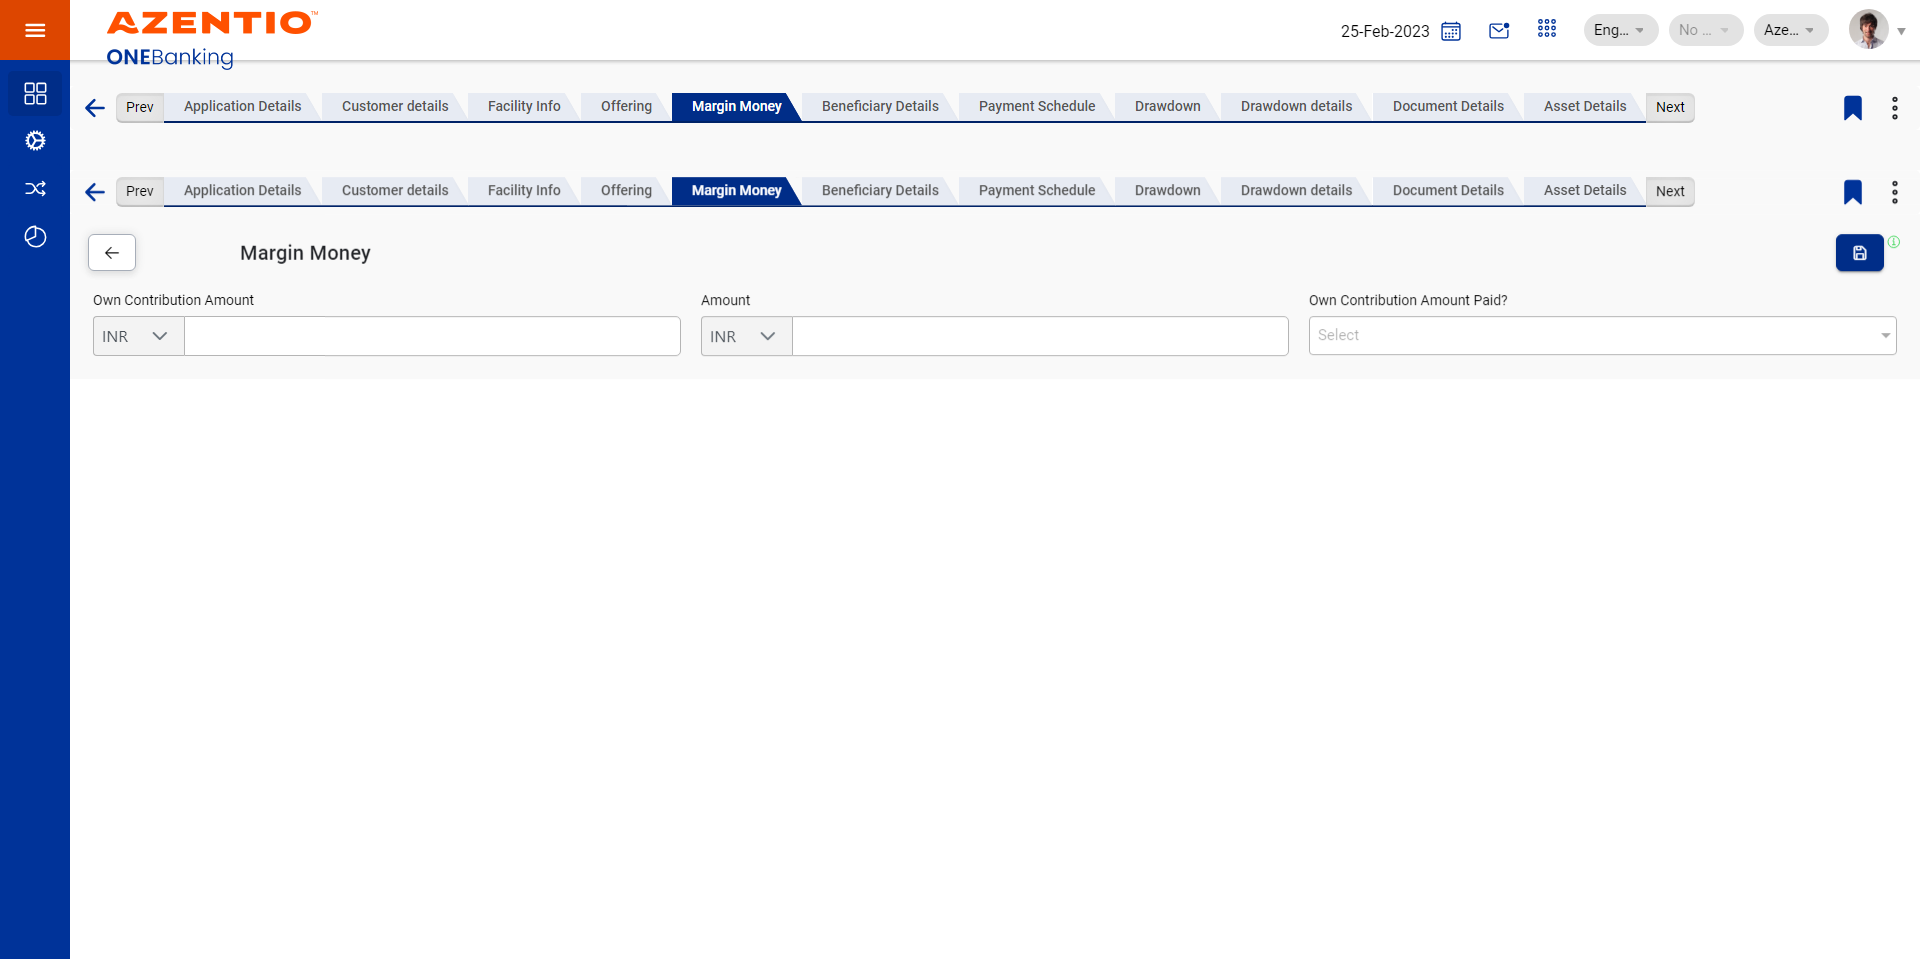 AZENTIO™
ONEBanking
25-Feb-2023
Eng...
No ...
Aze...
Prev
Application Details
Customer details
Facility Info
Offering
Margin Money
Beneficiary Details
Payment Schedule
Drawdown
Drawdown details
Document Details
Asset Details
Next
Prev
Application Details
Customer details
Facility Info
Offering
Margin Money
Beneficiary Details
Payment Schedule
Drawdown
Drawdown details
Document Details
Asset Details
Next
Margin Money
Own Contribution Amount
INR
Amount
INR
Own Contribution Amount Paid?
Select